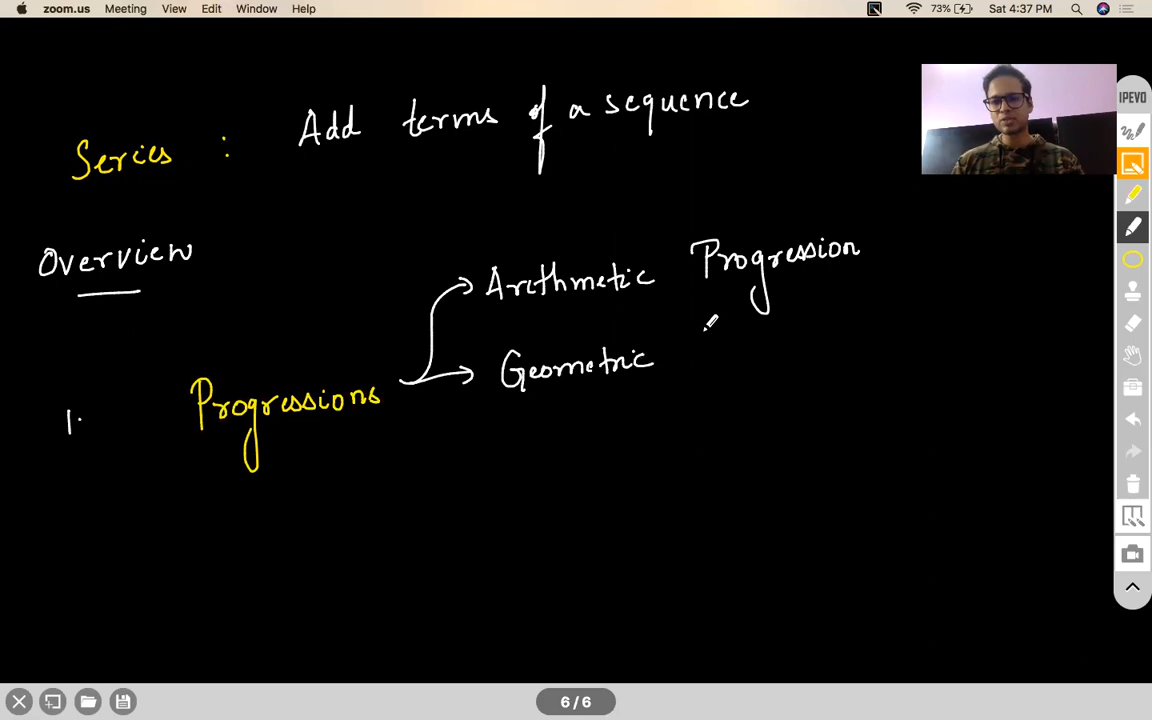 zoom.us Meeting View Edit Window Help 73% Sat 4:37 PM
Series : Add terms of a sequence
IPEVO
Overview
Arithmetic Progression
Geometric
1. Progressions
6 / 6